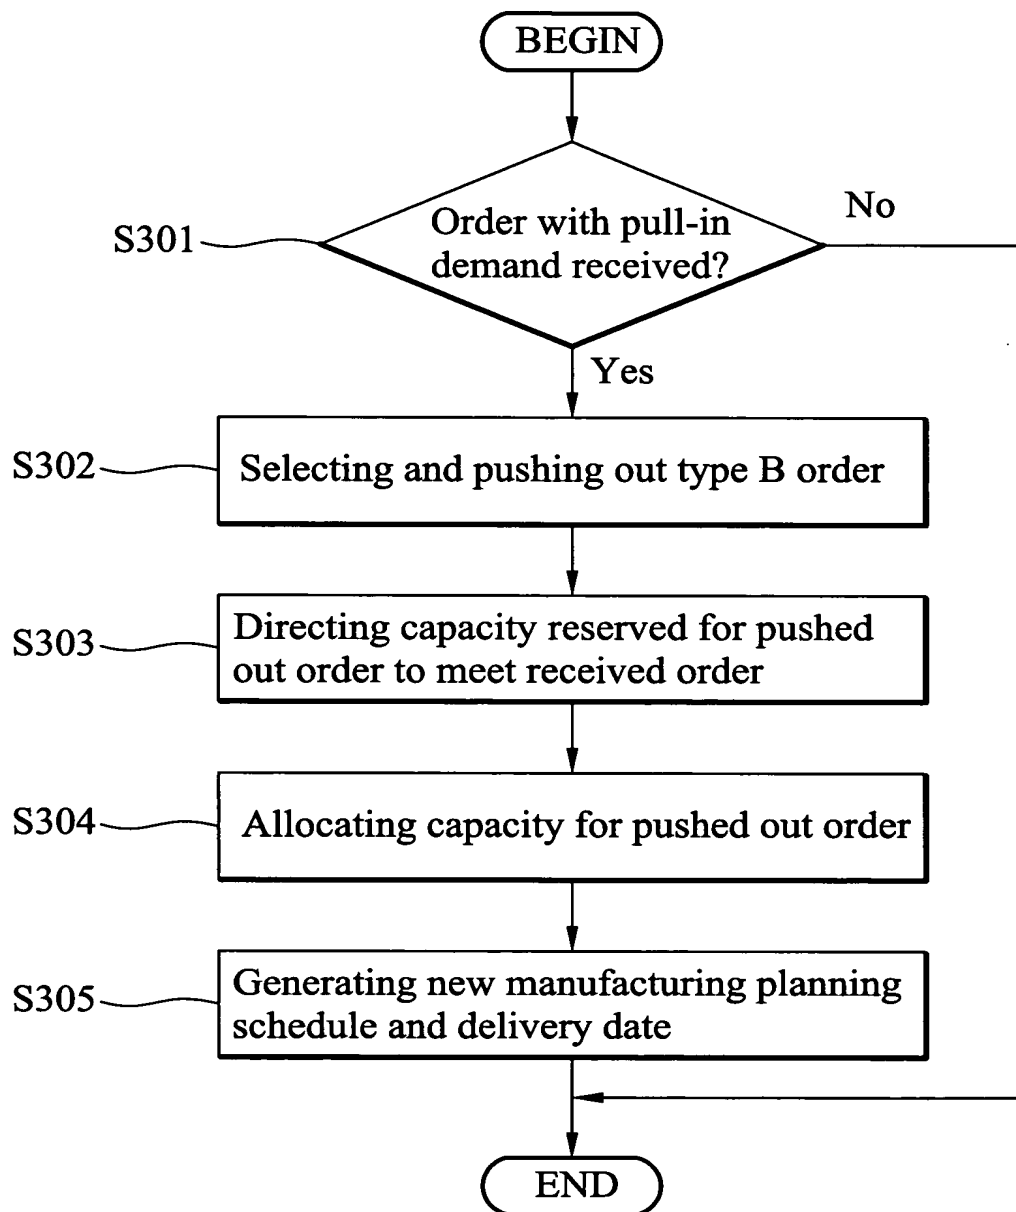 BEGIN
Order with pull-in
demand received?
S301
No
Yes
S302
Selecting and pushing out type B order
S303
Directing capacity reserved for pushed
out order to meet received order
S304
Allocating capacity for pushed out order
S305
Generating new manufacturing planning
schedule and delivery date
END